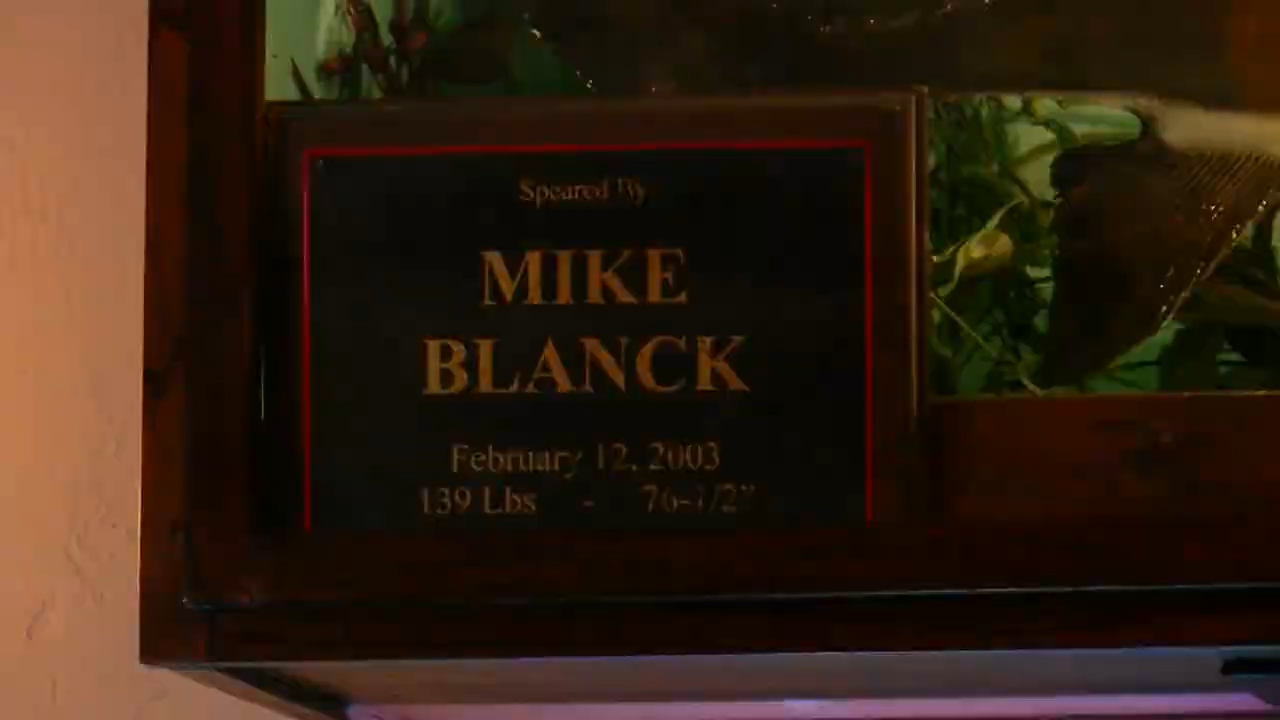 Speared By
MIKE
BLANCK
February 12, 2003
139 Lbs - 76-1/2"